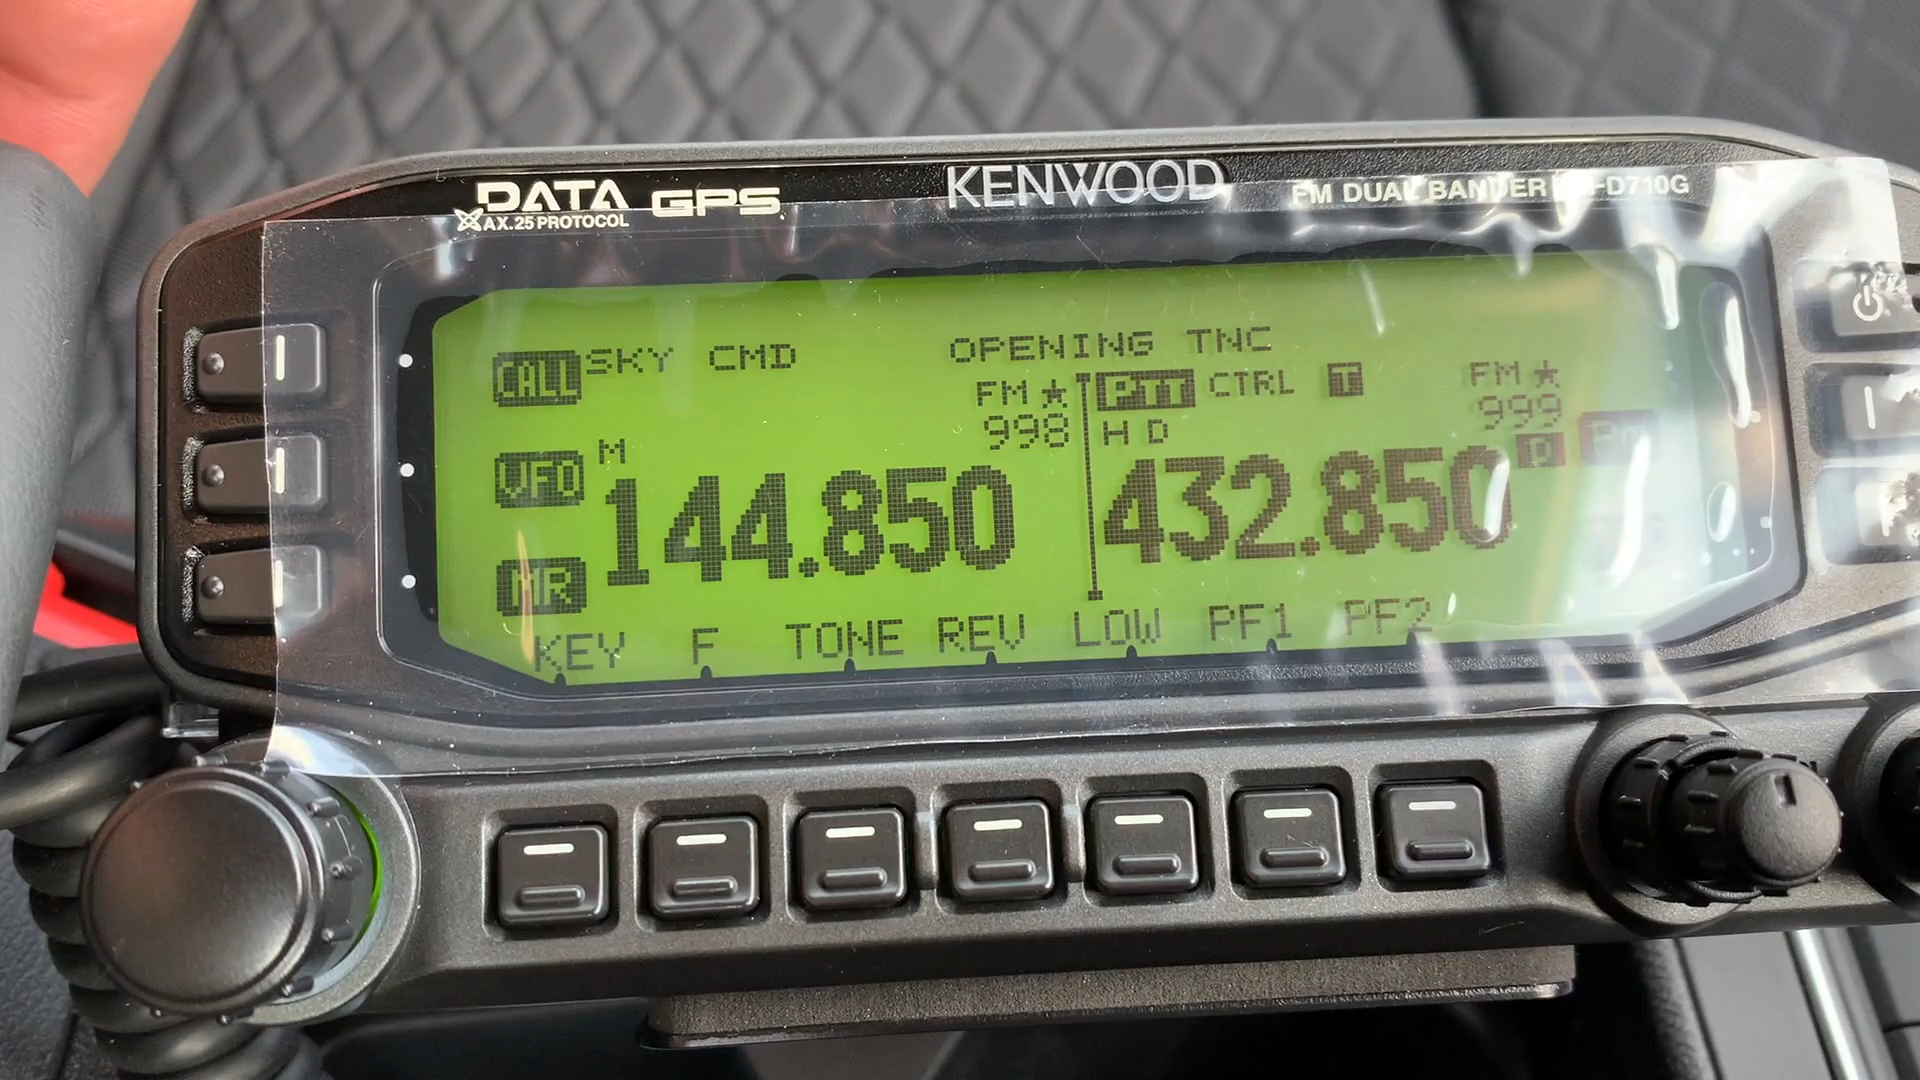 DATA GPS KENWOOD FM DUAL BANDER -D710G
AX.25 PROTOCOL
CALL SKY CMD OPENING TNC
FM ★ PTT CTRL T FM ★
998 H D 999
VFO M 144.850 432.850 D
MR
KEY F TONE REV LOW PF1 PF2